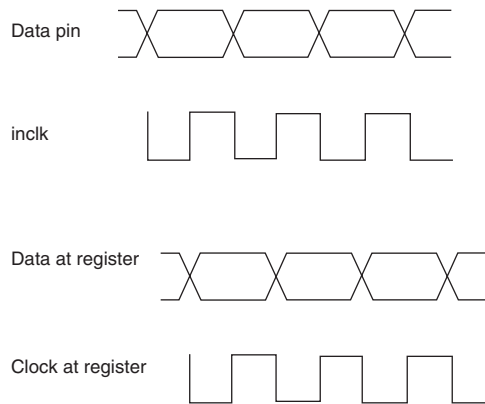 Data pin
inclk
Data at register
Clock at register